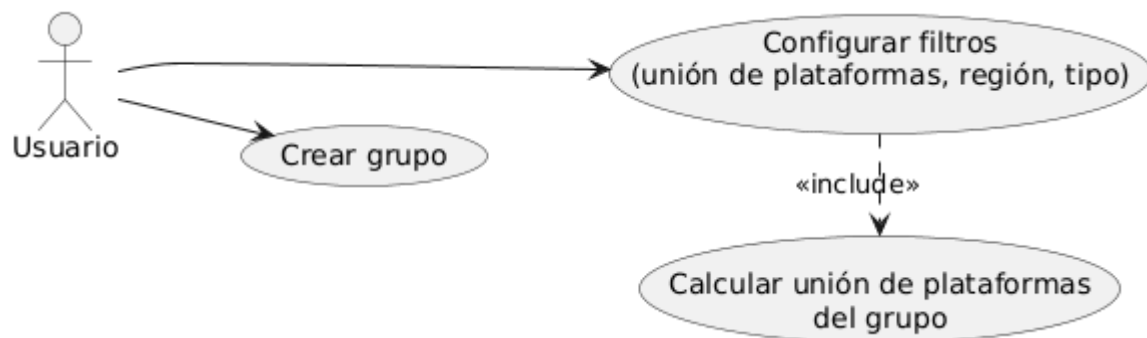 Configurar filtros
(unión de plataformas, región, tipo)
Usuario
Crear grupo
«include»
Calcular unión de plataformas
del grupo